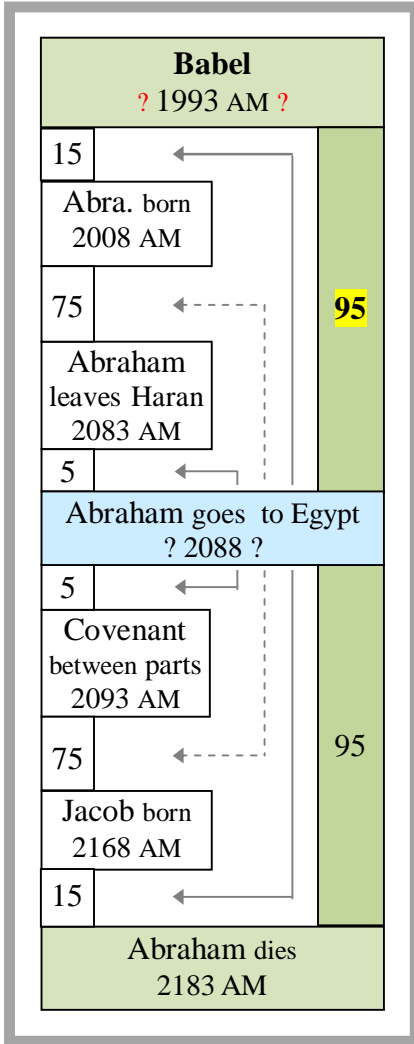 Babel
? 1993 AM ?
15
Abra. born
2008 AM
75
95
Abraham
leaves Haran
2083 AM
5
Abraham goes to Egypt
? 2088 ?
5
Covenant
between parts
2093 AM
75
95
Jacob born
2168 AM
15
Abraham dies
2183 AM